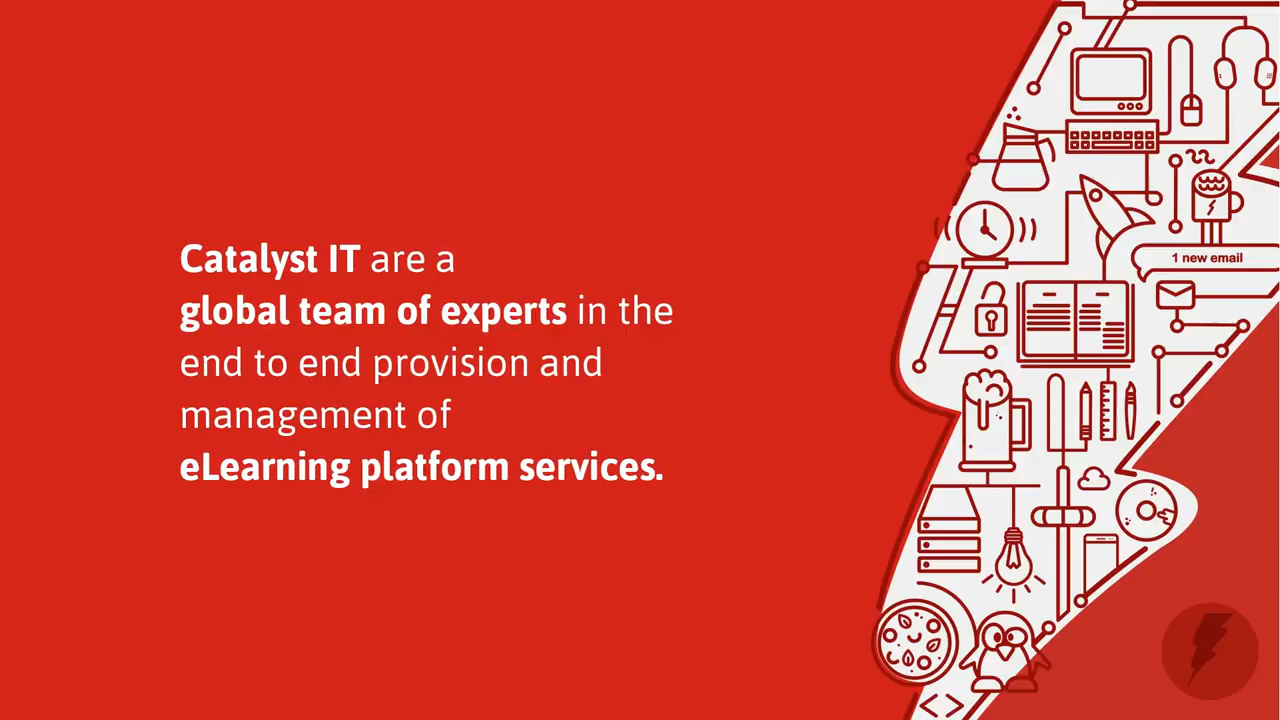 Catalyst IT are a
global team of experts in the
end to end provision and
management of
eLearning platform services.
1 new email